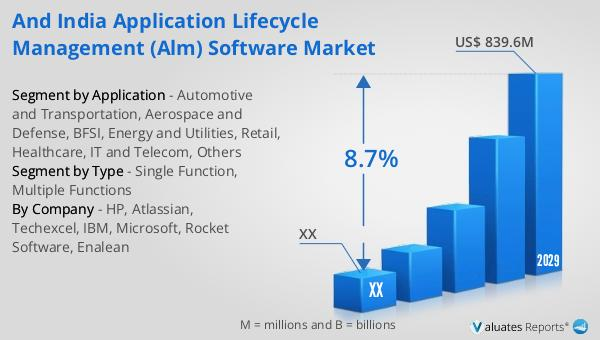 And India Application Lifecycle
Management (Alm) Software Market
Segment by Application - Automotive
and Transportation, Aerospace and
Defense, BFSI, Energy and Utilities, Retail,
Healthcare, IT and Telecom, Others
Segment by Type - Single Function,
Multiple Functions
By Company - HP, Atlassian,
Techexcel, IBM, Microsoft, Rocket
Software, Enalean
US$ 839.6M
8.7%
XX
XX
2029
M = millions and B = billions
Valuates Reports®